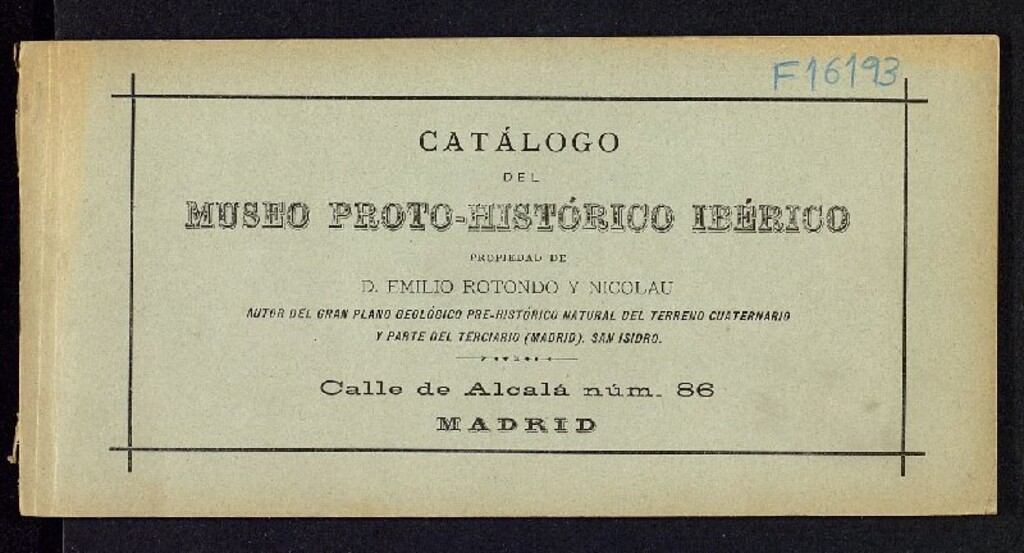 F16193
CATÁLOGO
DEL
MUSEO PROTO-HISTÓRICO IBÉRICO
PROPIEDAD DE
D. EMILIO ROTONDO Y NICOLAU
AUTOR DEL GRAN PLANO GEOLÓGICO PRE-HISTÓRICO NATURAL DEL TERRENO CUATERNARIO
Y PARTE DEL TERCIARIO (MADRID). SAN ISIDRO.
Calle de Alcalá núm. 86
MADRID